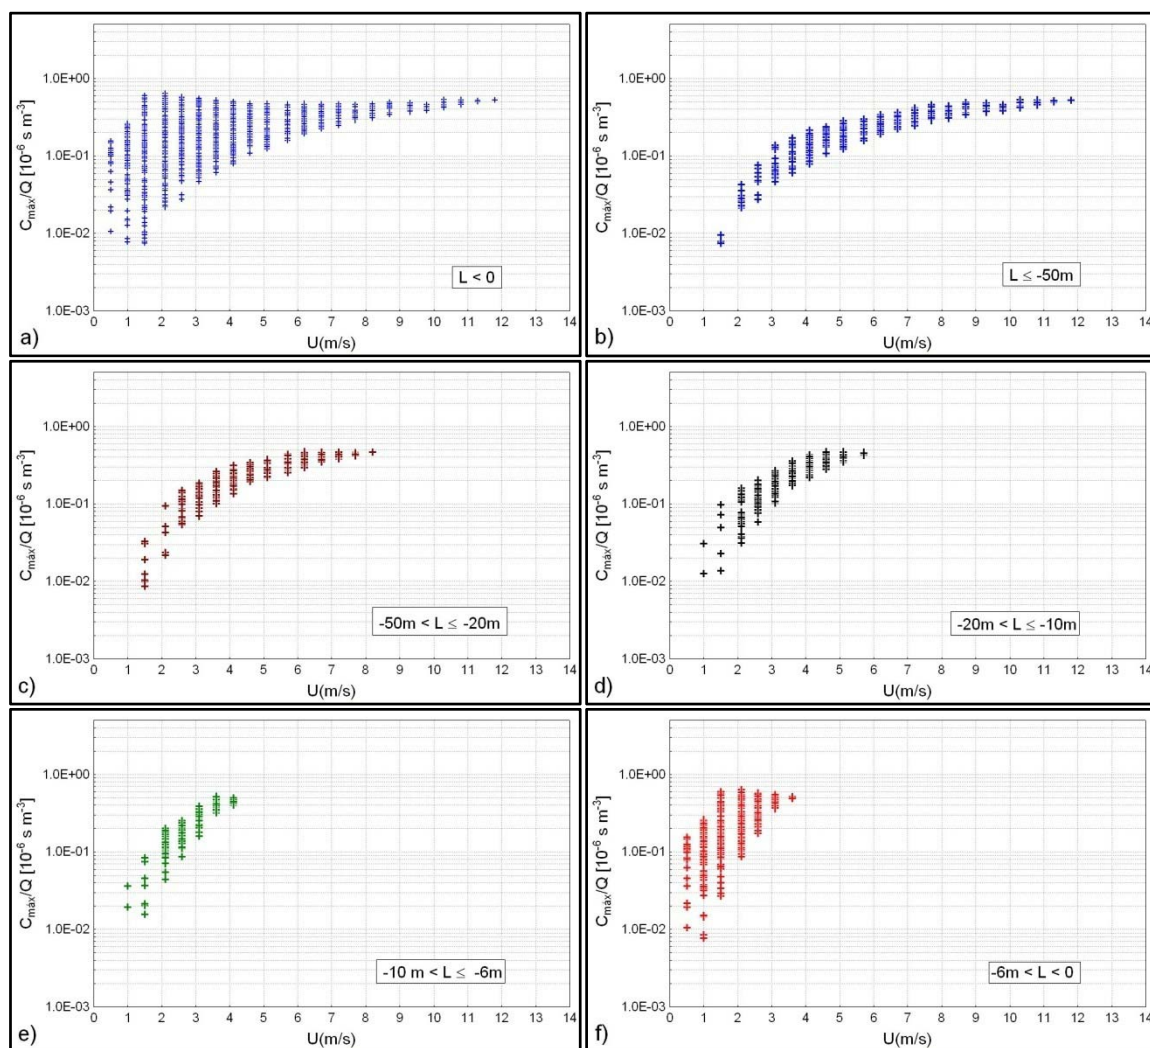 Cmáx/Q [10⁻⁶ s m⁻³]
1.0E+00
1.0E-01
1.0E-02
1.0E-03
0 1 2 3 4 5 6 7 8 9 10 11 12 13 14
U(m/s)
L < 0
a)
Cmáx/Q [10⁻⁶ s m⁻³]
1.0E+00
1.0E-01
1.0E-02
1.0E-03
0 1 2 3 4 5 6 7 8 9 10 11 12 13 14
U(m/s)
L ≤ -50m
b)
Cmáx/Q [10⁻⁶ s m⁻³]
1.0E+00
1.0E-01
1.0E-02
1.0E-03
0 1 2 3 4 5 6 7 8 9 10 11 12 13 14
U(m/s)
-50m < L ≤ -20m
c)
Cmáx/Q [10⁻⁶ s m⁻³]
1.0E+00
1.0E-01
1.0E-02
1.0E-03
0 1 2 3 4 5 6 7 8 9 10 11 12 13 14
U(m/s)
-20m < L ≤ -10m
d)
Cmáx/Q [10⁻⁶ s m⁻³]
1.0E+00
1.0E-01
1.0E-02
1.0E-03
0 1 2 3 4 5 6 7 8 9 10 11 12 13 14
U(m/s)
-10 m < L ≤ -6m
e)
Cmáx/Q [10⁻⁶ s m⁻³]
1.0E+00
1.0E-01
1.0E-02
1.0E-03
0 1 2 3 4 5 6 7 8 9 10 11 12 13 14
U(m/s)
-6m < L < 0
f)